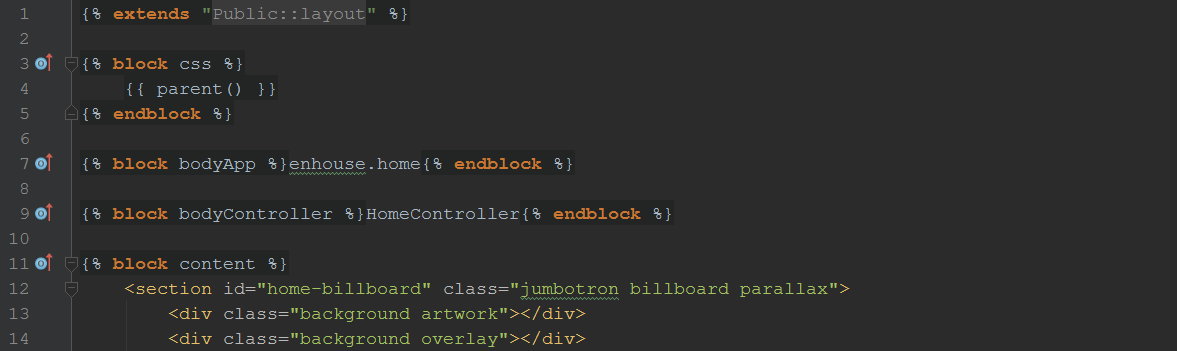 1 {% extends "Public::layout" %}
2
3 {% block css %}
4     {{ parent() }}
5 {% endblock %}
6
7 {% block bodyApp %}enhouse.home{% endblock %}
8
9 {% block bodyController %}HomeController{% endblock %}
10
11 {% block content %}
12     <section id="home-billboard" class="jumbotron billboard parallax">
13         <div class="background artwork"></div>
14         <div class="background overlay"></div>